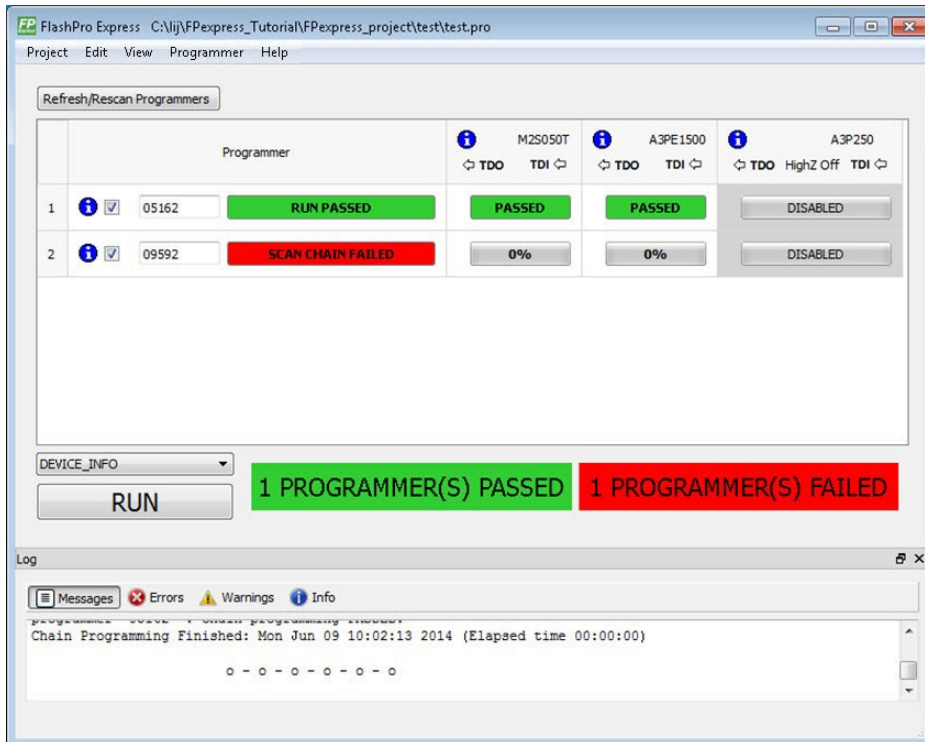 FP FlashPro Express C:\lij\FPexpress_Tutorial\FPexpress_project\test\test.pro
Project Edit View Programmer Help
Refresh/Rescan Programmers
Programmer
M2S050T
TDO TDI
A3PE1500
TDO TDI
A3P250
TDO HighZ Off TDI
1 05162 RUN PASSED PASSED PASSED DISABLED
2 09592 SCAN CHAIN FAILED 0% 0% DISABLED
DEVICE_INFO
RUN
1 PROGRAMMER(S) PASSED
1 PROGRAMMER(S) FAILED
Log
Messages Errors Warnings Info
Chain Programming Finished: Mon Jun 09 10:02:13 2014 (Elapsed time 00:00:00)
o - o - o - o - o - o